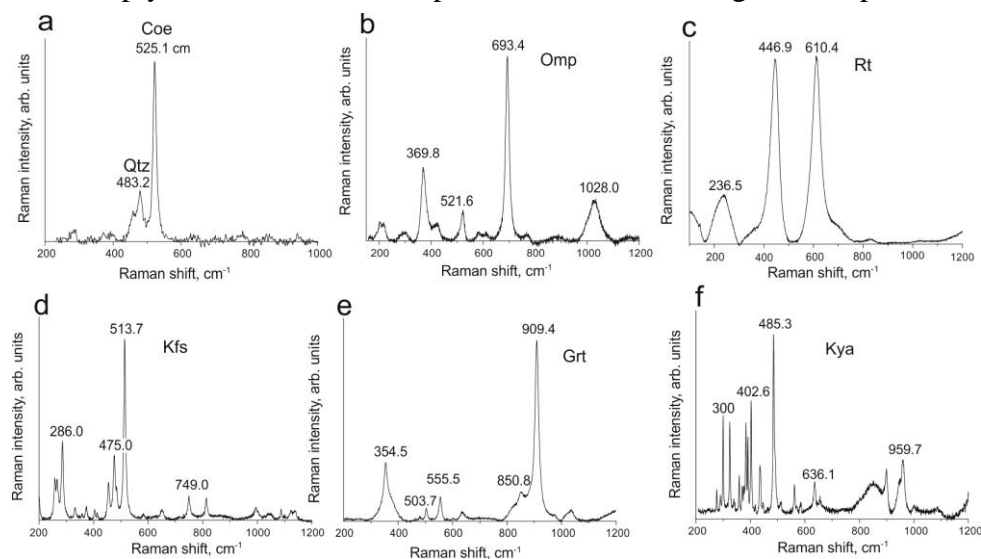 a
Coe
525.1 cm
Qtz
483.2
Raman intensity, arb. units
0 200 400 600 800 1000
Raman shift, cm-1
b
693.4
Omp
369.8
521.6
1028.0
Raman intensity, arb. units
200 400 600 800 1000 1200
Raman shift, cm-1
c
446.9 610.4
Rt
236.5
Raman intensity, arb. units
200 400 600 800 1000 1200
Raman shift, cm-1
d
513.7
Kfs
286.0
475.0
749.0
Raman intensity, arb. units
200 400 600 800 1000 1200
Raman shift, cm-1
e
909.4
Grt
354.5
555.5
503.7
850.8
Raman intensity, arb. units
200 400 600 800 1000 1200
Raman shift, cm-1
f
485.3
Kya
402.6
300
636.1
959.7
Raman intensity, arb. units
200 400 600 800 1000 1200
Raman shift, cm-1